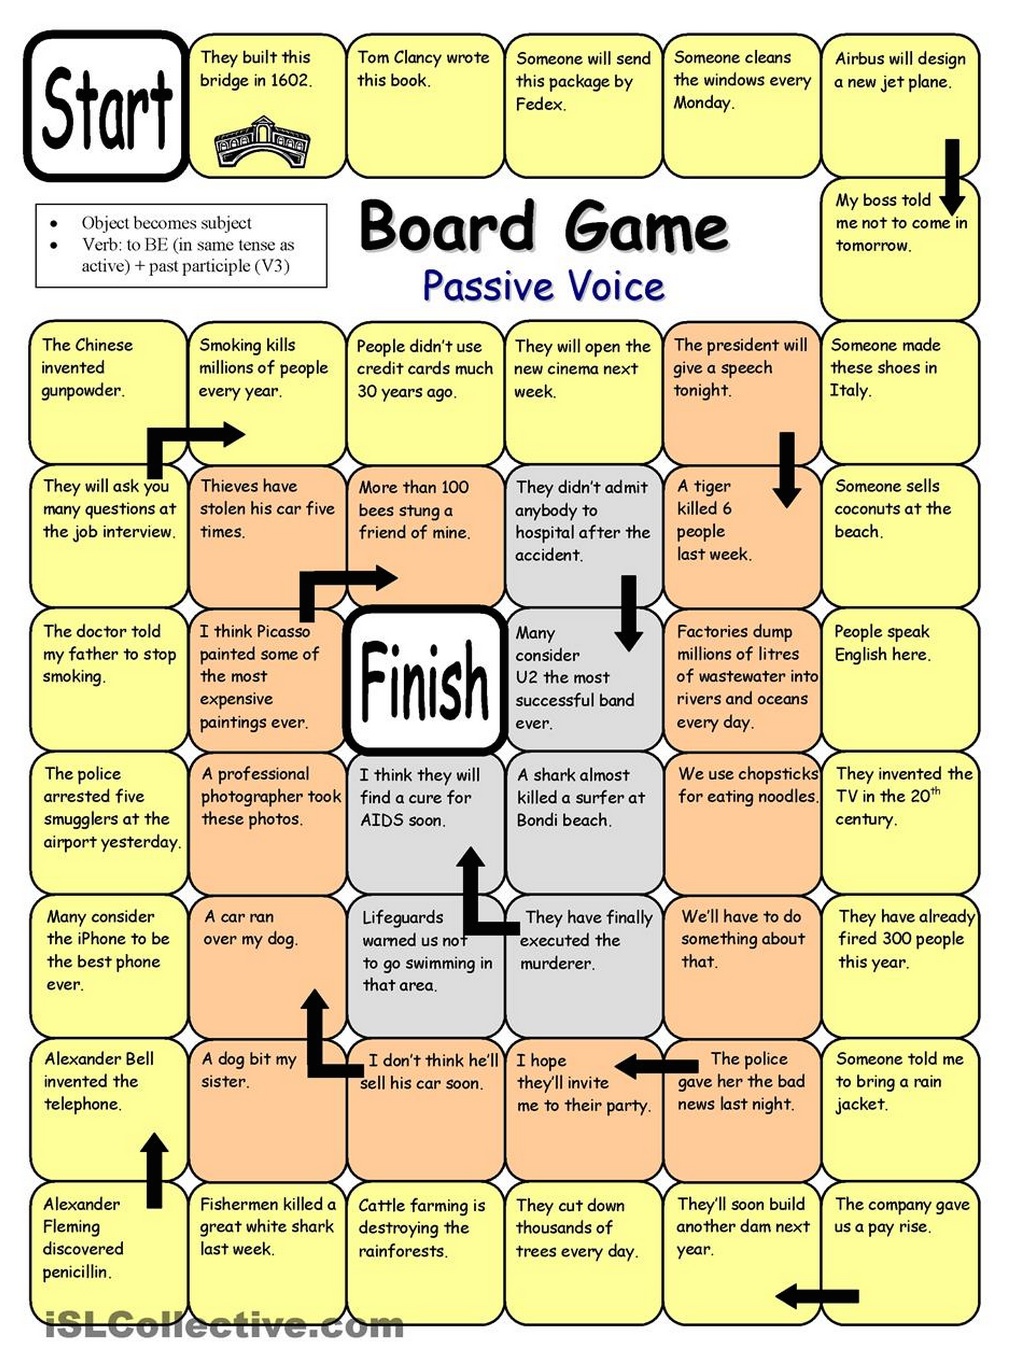 Start
They built this
bridge in 1602.
Tom Clancy wrote
this book.
Someone will send
this package by
Fedex.
Someone cleans
the windows every
Monday.
Airbus will design
a new jet plane.
My boss told
me not to come in
tomorrow.
• Object becomes subject
• Verb: to BE (in same tense as
active) + past participle (V3)
Board Game
Passive Voice
The Chinese
invented
gunpowder.
Smoking kills
millions of people
every year.
People didn't use
credit cards much
30 years ago.
They will open the
new cinema next
week.
The president will
give a speech
tonight.
Someone made
these shoes in
Italy.
They will ask you
many questions at
the job interview.
Thieves have
stolen his car five
times.
More than 100
bees stung a
friend of mine.
They didn't admit
anybody to
hospital after the
accident.
A tiger
killed 6
people
last week.
Someone sells
coconuts at the
beach.
The doctor told
my father to stop
smoking.
I think Picasso
painted some of
the most
expensive
paintings ever.
Finish
Many
consider
U2 the most
successful band
ever.
Factories dump
millions of litres
of wastewater into
rivers and oceans
every day.
People speak
English here.
The police
arrested five
smugglers at the
airport yesterday.
A professional
photographer took
these photos.
I think they will
find a cure for
AIDS soon.
A shark almost
killed a surfer at
Bondi beach.
We use chopsticks
for eating noodles.
They invented the
TV in the 20th
century.
Many consider
the iPhone to be
the best phone
ever.
A car ran
over my dog.
Lifeguards
warned us not
to go swimming in
that area.
They have finally
executed the
murderer.
We'll have to do
something about
that.
They have already
fired 300 people
this year.
Alexander Bell
invented the
telephone.
A dog bit my
sister.
I don't think he'll
sell his car soon.
I hope
they'll invite
me to their party.
The police
gave her the bad
news last night.
Someone told me
to bring a rain
jacket.
Alexander
Fleming
discovered
penicillin.
Fishermen killed a
great white shark
last week.
Cattle farming is
destroying the
rainforests.
They cut down
thousands of
trees every day.
They'll soon build
another dam next
year.
The company gave
us a pay rise.
iSLCollective.com